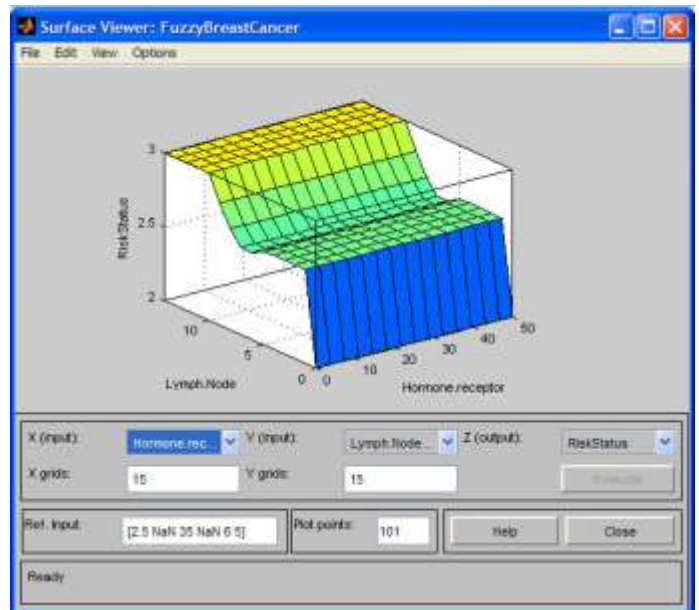 Surface Viewer: FuzzyBreastCancer
File Edit View Options
3
2.5
2
RiskStatus
10
5
0
Lymph.Node
0
10
20
30
40
50
Hormone.receptor
X (input): Hormone.rec... Y (input): Lymph.Node... Z (output): RiskStatus
X grids: 15 Y grids: 15 Evaluate
Ref. Input: [2.5 NaN 35 NaN 6 5] Plot points: 101 Help Close
Ready